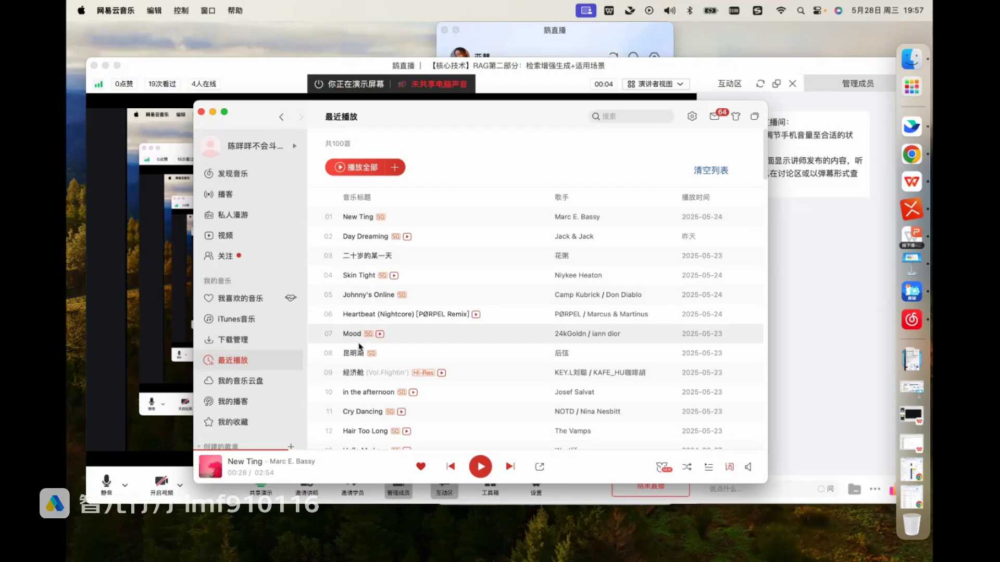 网易云音乐 编辑 控制 窗口 帮助
5月28日 周三 19:57
鹅直播
鹅直播 | 【核心技术】RAG第二部分：检索增强生成+适用场景
0点赞 19次看过 4人在线
你正在演示屏幕 未共享电脑声音
00:04 演讲者视图
互动区
管理成员
网易云音乐 编辑
0点赞 19次看过
最近播放
搜索
64
陈咩咩不会斗...
发现音乐
播客
私人漫游
视频
关注
我的音乐
我喜欢的音乐
iTunes音乐
下载管理
最近播放
我的音乐云盘
我的播客
我的收藏
创建的歌单
共100首
播放全部
清空列表
音乐标题 歌手 播放时间
01 New Ting SQ Marc E. Bassy 2025-05-24
02 Day Dreaming SQ Jack & Jack 昨天
03 二十岁的某一天 花粥 2025-05-23
04 Skin Tight SQ Niykee Heaton 2025-05-24
05 Johnny's Online SQ Camp Kubrick / Don Diablo 2025-05-24
06 Heartbeat (Nightcore) [PØRPEL Remix] PØRPEL / Marcus & Martinus 2025-05-24
07 Mood SQ 24kGoldn / iann dior 2025-05-23
08 昆明湖 SQ 后弦 2025-05-23
09 经济舱 (Vol.Flightin') Hi-Res KEY.L刘聪 / KAFE_HU咖啡胡 2025-05-23
10 in the afternoon SQ Josef Salvat 2025-05-23
11 Cry Dancing SQ NOTD / Nina Nesbitt 2025-05-23
12 Hair Too Long SQ The Vamps 2025-05-23
New Ting - Marc E. Bassy
00:28 / 02:54
NEW
词
播间：
调节手机音量至合适的状
面显示讲师发布的内容，听
在讨论区或以弹幕形式查
静音 开启视频 共享演示 邀请讲师 邀请学员 管理成员 互动区 工具箱 设置
结束直播
说点什么...
问
直播
lmf910116